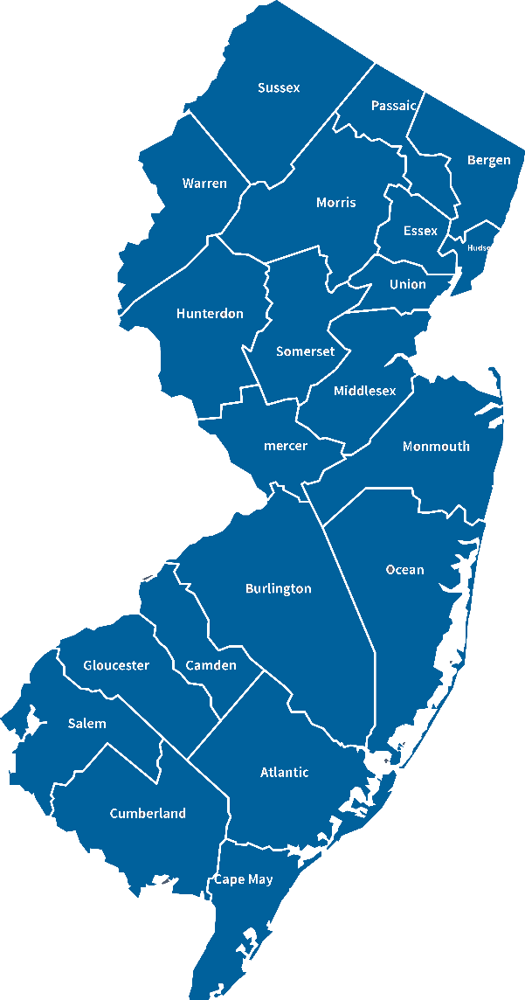 Sussex
Passaic
Bergen
Warren
Morris
Essex
Hudso
Union
Hunterdon
Somerset
Middlesex
mercer
Monmouth
Ocean
Burlington
Gloucester
Camden
Salem
Atlantic
Cumberland
Cape May